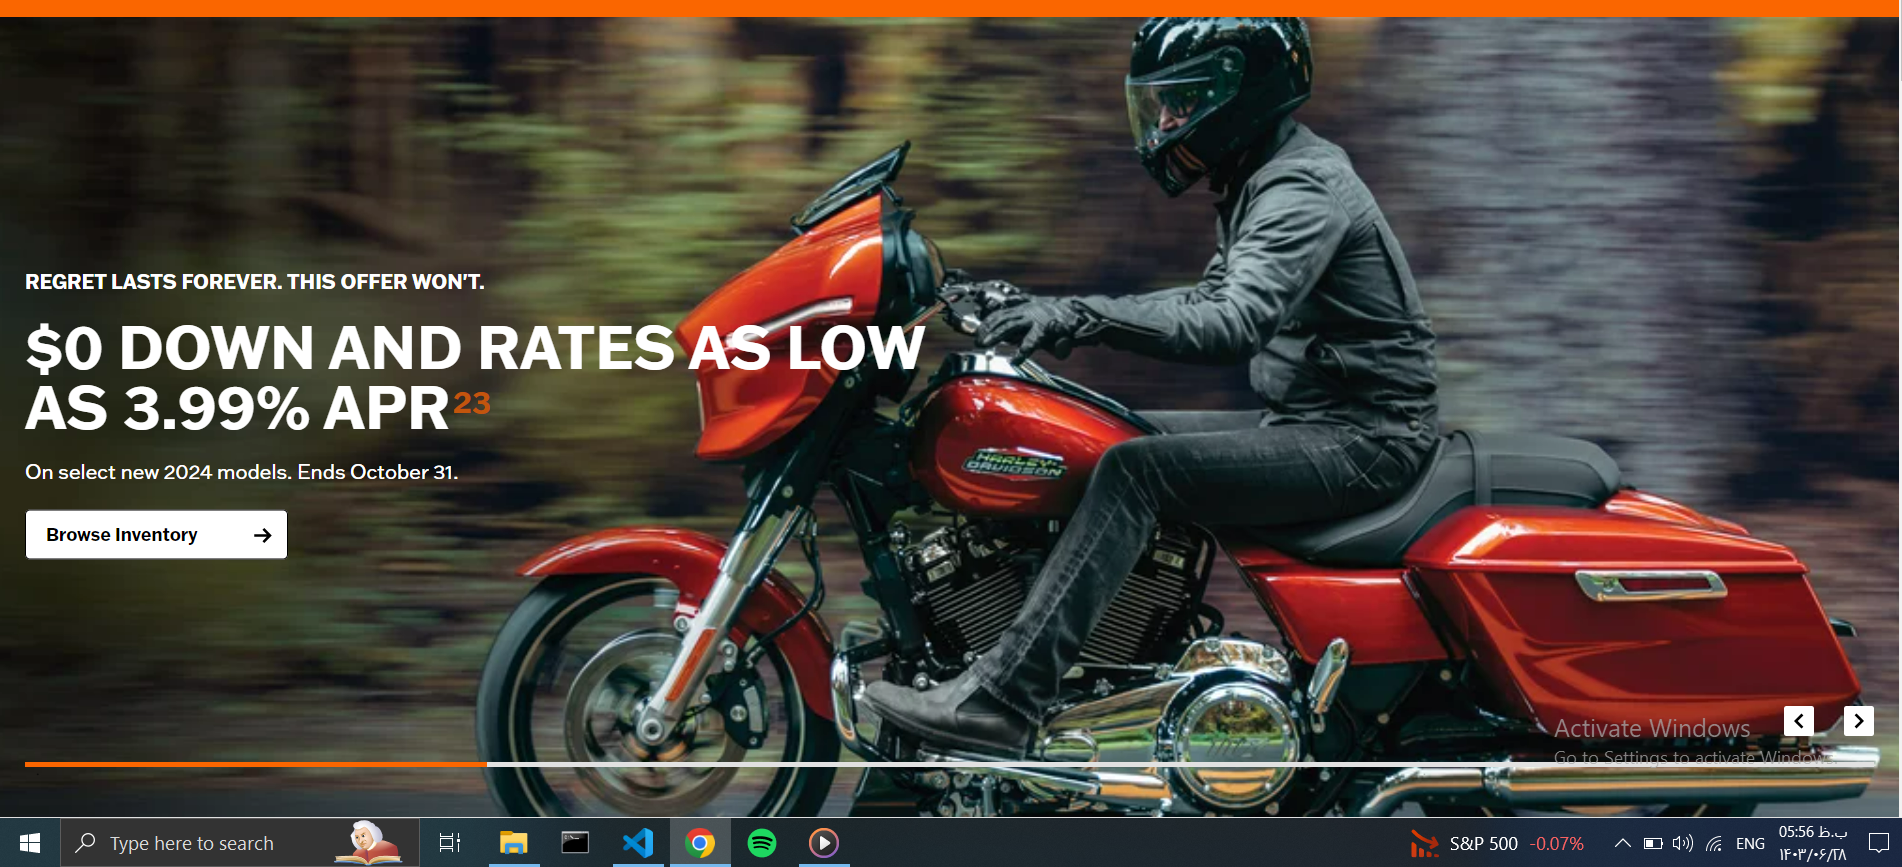 REGRET LASTS FOREVER. THIS OFFER WON'T.
$0 DOWN AND RATES AS LOW
AS 3.99% APR23
On select new 2024 models. Ends October 31.
Browse Inventory
HARLEY-
DAVIDSON
Activate Windows
Go to Settings to activate Windows.
Type here to search
S&P 500 -0.07%
ENG
05:56 ب.ظ
۱۴۰۳/۰۶/۲۸